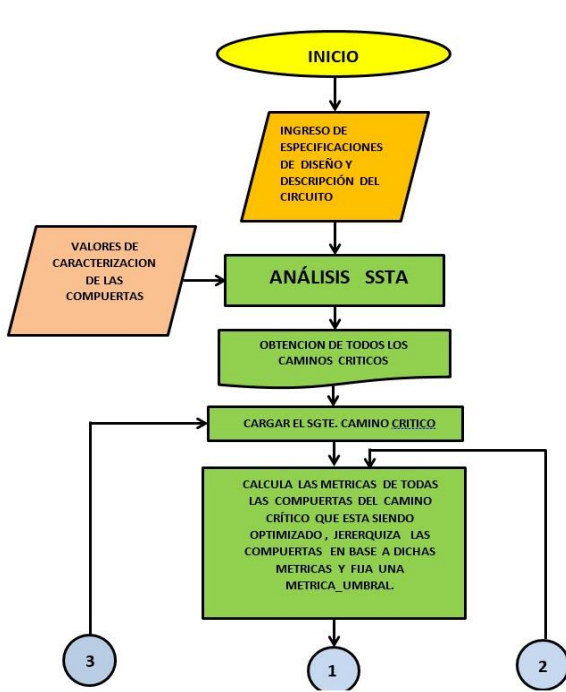 INICIO
INGRESO DE
ESPECIFICACIONES
DE DISEÑO Y
DESCRIPCIÓN DEL
CIRCUITO
VALORES DE
CARACTERIZACION
DE LAS
COMPUERTAS
ANÁLISIS SSTA
OBTENCION DE TODOS LOS
CAMINOS CRITICOS
CARGAR EL SGTE. CAMINO CRITICO
CALCULA LAS METRICAS DE TODAS
LAS COMPUERTAS DEL CAMINO
CRÍTICO QUE ESTA SIENDO
OPTIMIZADO , JERERQUIZA LAS
COMPUERTAS EN BASE A DICHAS
METRICAS Y FIJA UNA
METRICA_UMBRAL.
3
1
2